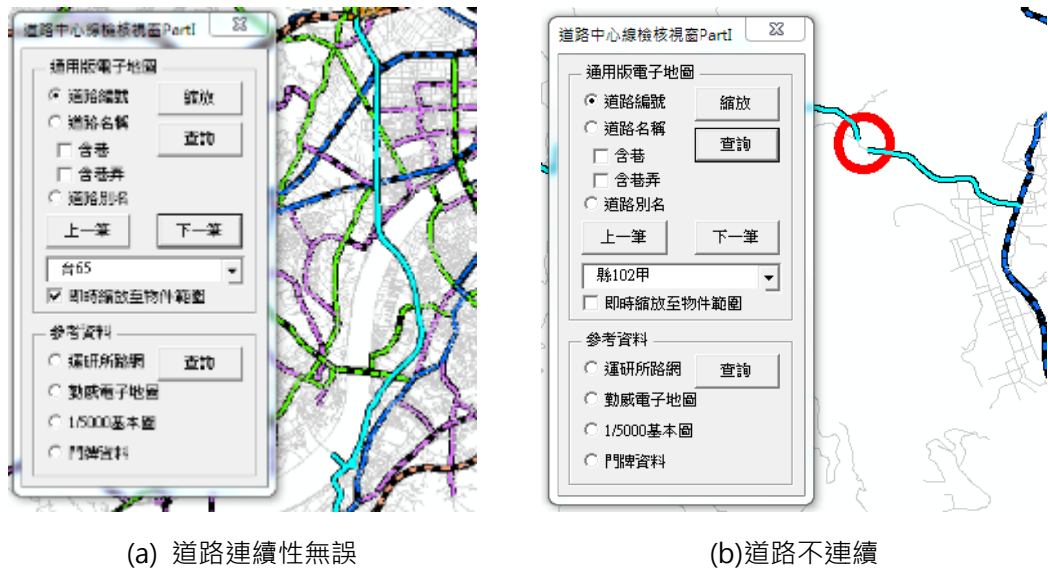 道路中心線檢核視窗PartI
通用版電子地圖
道路編號
縮放
道路名稱
查詢
含巷
含巷弄
道路別名
上一筆
下一筆
台65
即時縮放至物件範圍
參考資料
運研所路網
查詢
勤崴電子地圖
1/5000基本圖
門牌資料
(a) 道路連續性無誤
道路中心線檢核視窗PartI
通用版電子地圖
道路編號
縮放
道路名稱
查詢
含巷
含巷弄
道路別名
上一筆
下一筆
縣102甲
即時縮放至物件範圍
參考資料
運研所路網
查詢
勤崴電子地圖
1/5000基本圖
門牌資料
(b)道路不連續